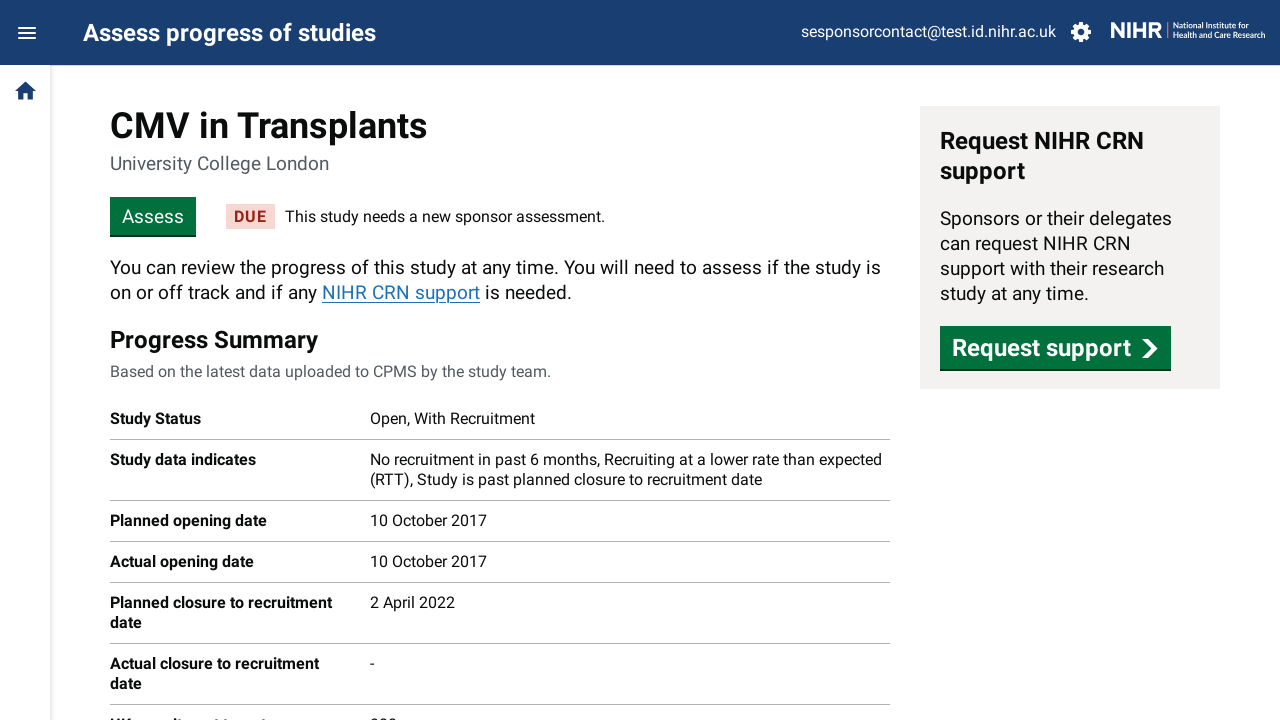 Assess progress of studies
sesponsorcontact@test.id.nihr.ac.uk
NIHR
National Institute for
Health and Care Research
CMV in Transplants
University College London
Assess
DUE
This study needs a new sponsor assessment.
You can review the progress of this study at any time. You will need to assess if the study is
on or off track and if any NIHR CRN support is needed.
Progress Summary
Based on the latest data uploaded to CPMS by the study team.
Study Status
Open, With Recruitment
Study data indicates
No recruitment in past 6 months, Recruiting at a lower rate than expected
(RTT), Study is past planned closure to recruitment date
Planned opening date
10 October 2017
Actual opening date
10 October 2017
Planned closure to recruitment
date
2 April 2022
Actual closure to recruitment
date
-
Request NIHR CRN
support
Sponsors or their delegates
can request NIHR CRN
support with their research
study at any time.
Request support